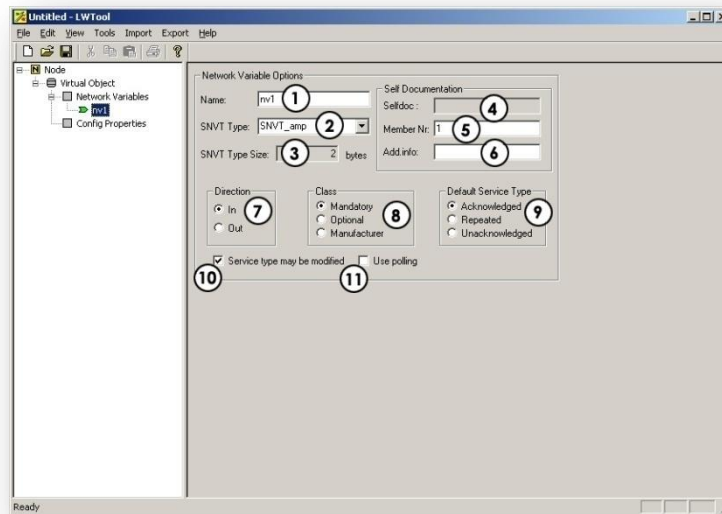 Untitled - LWTool
File Edit View Tools Import Export Help
Node
Virtual Object
Network Variables
nv1
Config Properties
Network Variable Options
Name: nv1 1
SNVT Type: SNVT_amp 2
SNVT Type Size: 3 2 bytes
Self Documentation
Selfdoc : 4
Member Nr: 1 5
Add.info: 6
Direction
In
Out
7
Class
Mandatory
Optional
Manufacturer
8
Default Service Type
Acknowledged
Repeated
Unacknowledged
9
Service type may be modified
10
Use polling
11
Ready